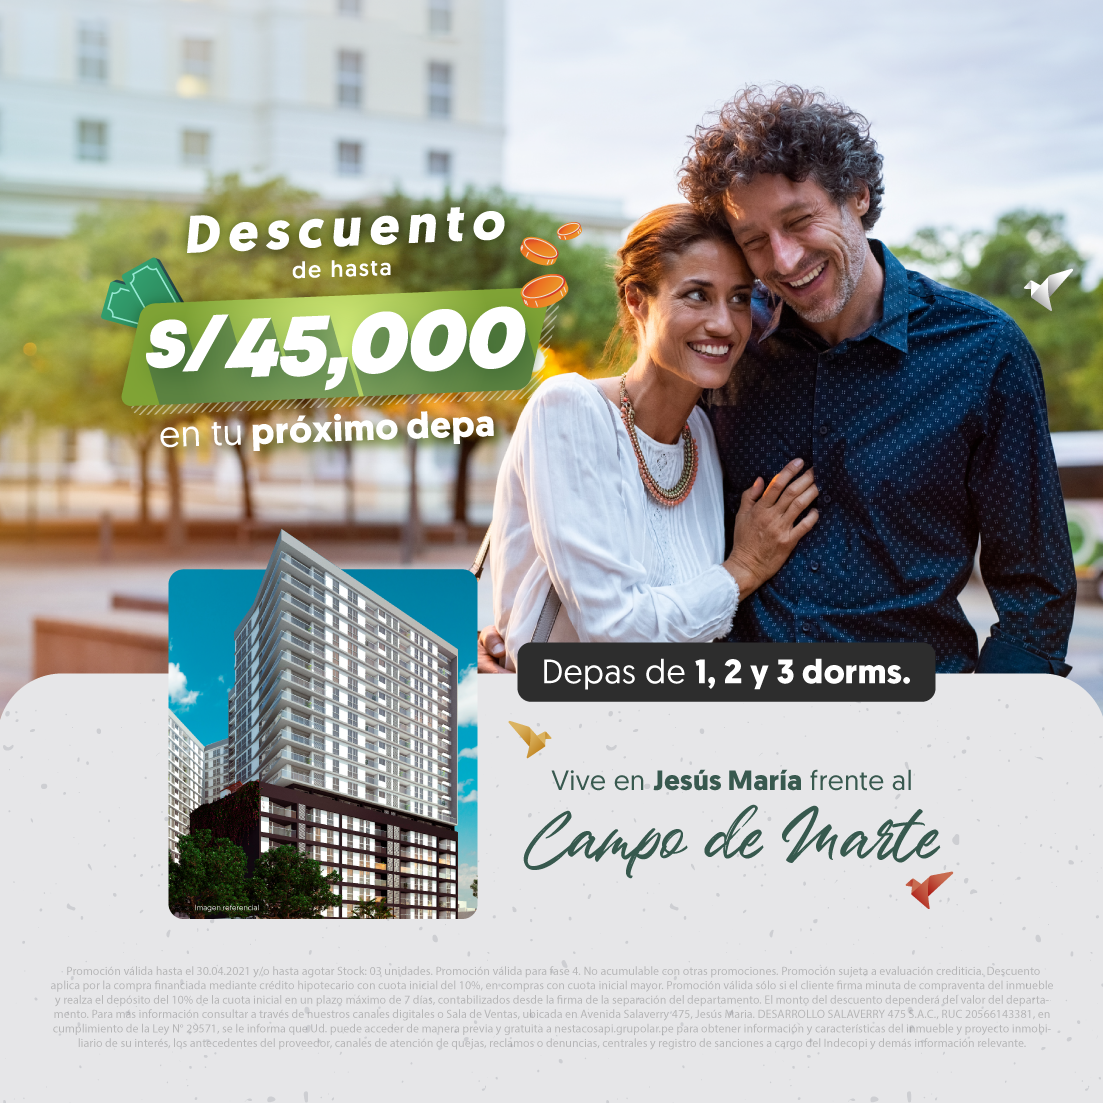 Descuento
de hasta
S/45,000
en tu próximo depa
Depas de 1, 2 y 3 dorms.
Vive en Jesús María frente al
Campo de Marte
Imagen referencial
Promoción válida hasta el 30.04.2021 y/o hasta agotar Stock: 03 unidades. Promoción válida para fase 4. No acumulable con otras promociones. Promoción sujeta a evaluación crediticia. Descuento
aplica por la compra financiada mediante crédito hipotecario con cuota inicial del 10%, en compras con cuota inicial mayor. Promoción válida sólo si el cliente firma minuta de compraventa del inmueble
y realza el depósito del 10% de la cuota inicial en un plazo máximo de 7 días, contabilizados desde la firma de la separación del departamento. El monto del descuento dependerá del valor del departa-
mento. Para más información consultar a través de nuestros canales digitales o Sala de Ventas, ubicada en Avenida Salaverry 475, Jesús Maria. DESARROLLO SALAVERRY 475 S.A.C., RUC 20566143381, en
cumplimiento de la Ley N° 29571, se le informa que Ud. puede acceder de manera previa y gratuita a nestacosapi.grupolar.pe para obtener información y características del inmueble y proyecto inmobi-
liario de su interés, los antecedentes del proveedor, canales de atención de quejas, reclamos o denuncias, centrales y registro de sanciones a cargo del Indecopi y demás información relevante.